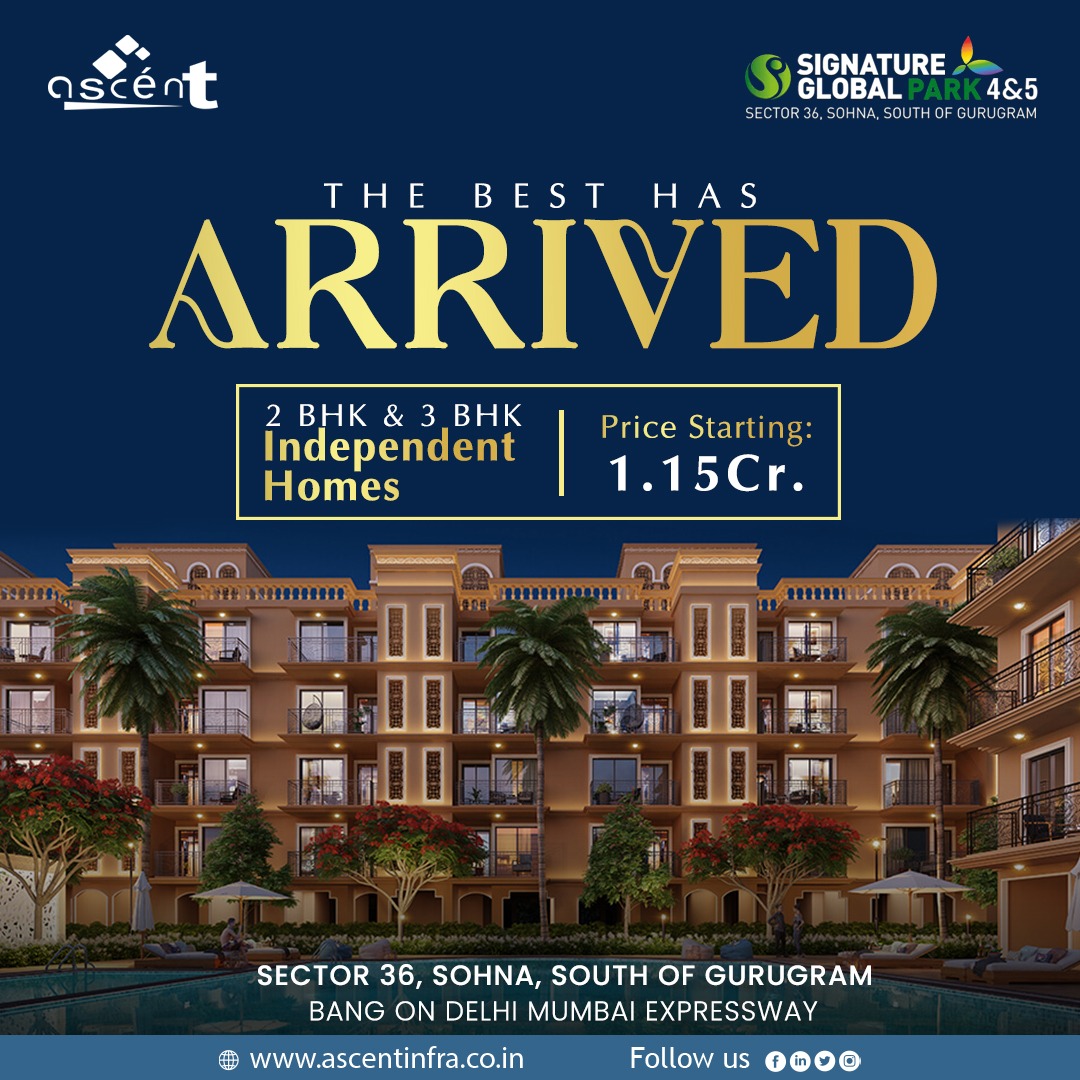 ascént
SIGNATURE
GLOBAL PARK 4&5
SECTOR 36, SOHNA, SOUTH OF GURUGRAM
THE BEST HAS
ARRIVED
2 BHK & 3 BHK
Independent
Homes
Price Starting:
1.15Cr.
SECTOR 36, SOHNA, SOUTH OF GURUGRAM
BANG ON DELHI MUMBAI EXPRESSWAY
www.ascentinfra.co.in
Follow us